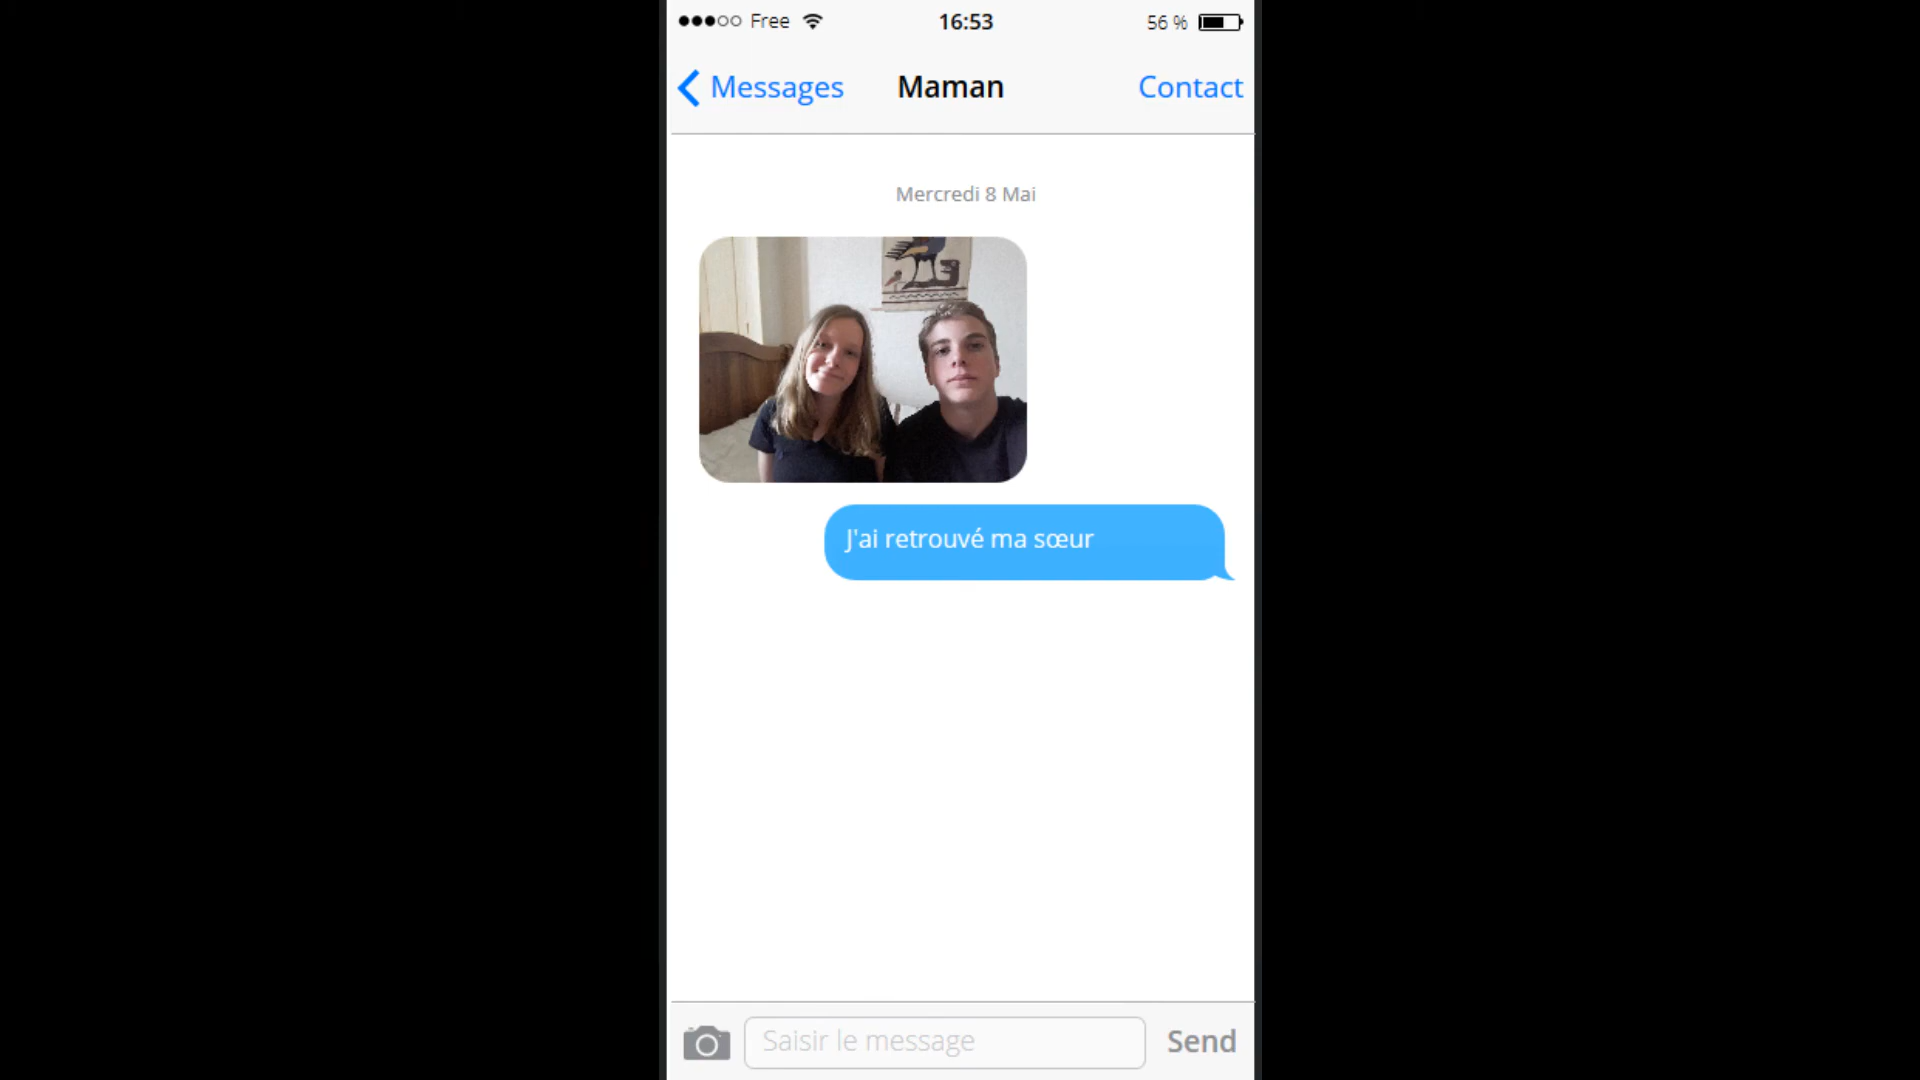 Free 16:53 56 %
Messages Maman Contact
Mercredi 8 Mai
J'ai retrouvé ma sœur
Saisir le message Send